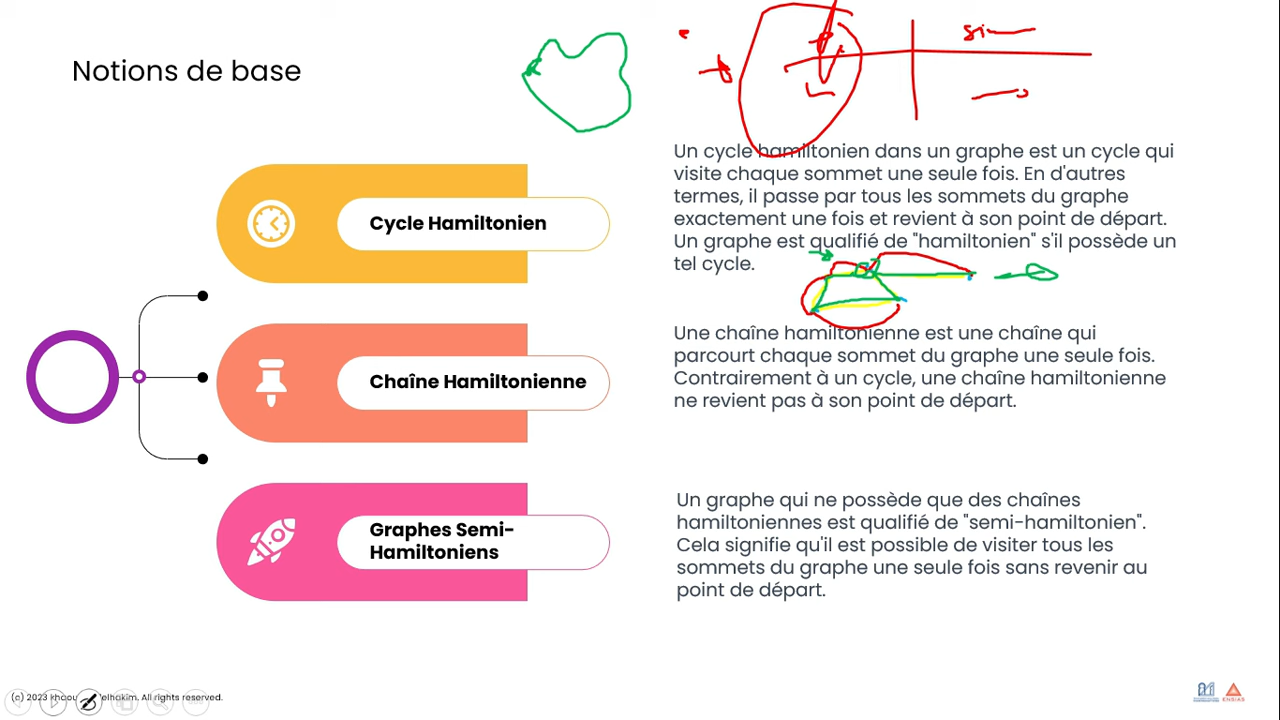 Notions de base
Un cycle hamiltonien dans un graphe est un cycle qui
visite chaque sommet une seule fois. En d'autres
termes, il passe par tous les sommets du graphe
exactement une fois et revient à son point de départ.
Un graphe est qualifié de "hamiltonien" s'il possède un
tel cycle.
Cycle Hamiltonien
Une chaîne hamiltonienne est une chaîne qui
parcourt chaque sommet du graphe une seule fois.
Contrairement à un cycle, une chaîne hamiltonienne
ne revient pas à son point de départ.
Chaîne Hamiltonienne
Un graphe qui ne possède que des chaînes
hamiltoniennes est qualifié de "semi-hamiltonien".
Cela signifie qu'il est possible de visiter tous les
sommets du graphe une seule fois sans revenir au
point de départ.
Graphes Semi-
Hamiltoniens
(c) 2023 All rights reserved.
ENSIAS